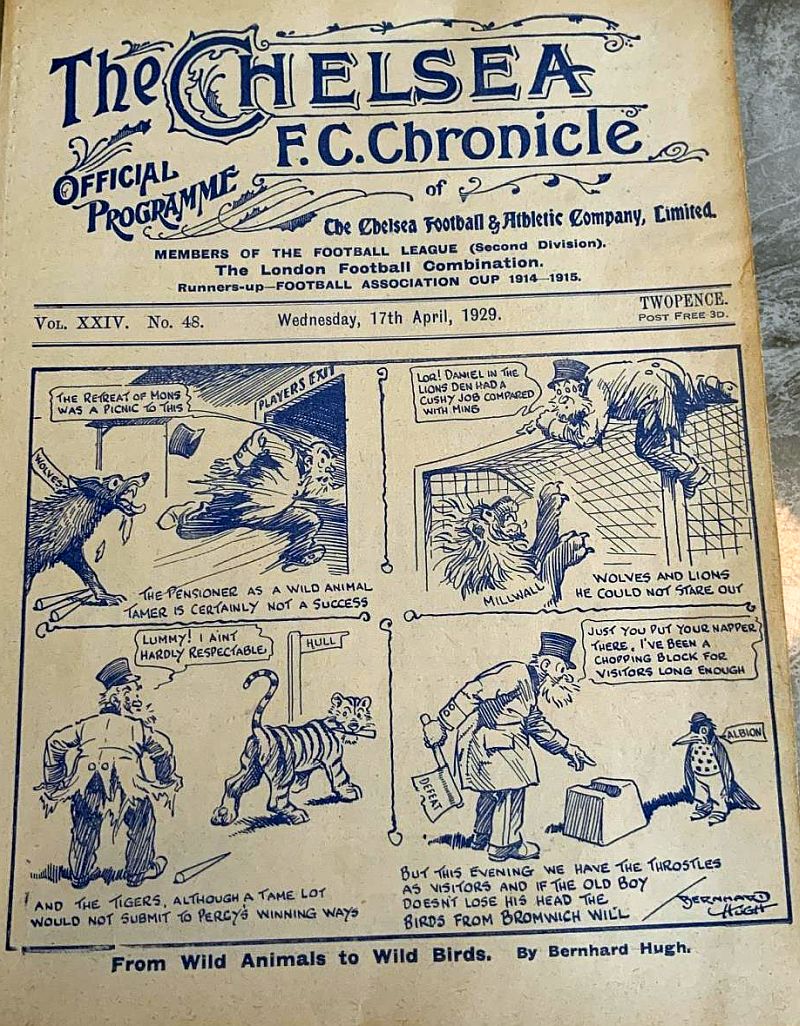 The CHELSEA
F.C. Chronicle
OFFICIAL
PROGRAMME
of
The Chelsea Football & Athletic Company, Limited.
MEMBERS OF THE FOOTBALL LEAGUE (Second Division).
The London Football Combination.
Runners-up—FOOTBALL ASSOCIATION CUP 1914—1915.
VOL. XXIV. No. 48.
Wednesday, 17th April, 1929.
TWOPENCE.
POST FREE 3D.
THE RETREAT OF MONS
WAS A PICNIC TO THIS
PLAYERS EXIT
WOLVES
THE PENSIONER AS A WILD ANIMAL
TAMER IS CERTAINLY NOT A SUCCESS
LOR! DANIEL IN THE
LIONS DEN HAD A
CUSHY JOB COMPARED
WITH MINE
MILLWALL
WOLVES AND LIONS
HE COULD NOT STARE OUT
LUMMY! I AINT
HARDLY RESPECTABLE
HULL
AND THE TIGERS, ALTHOUGH A TAME LOT
WOULD NOT SUBMIT TO PERCY'S WINNING WAYS
JUST YOU PUT YOUR NAPPER
THERE, I'VE BEEN A
CHOPPING BLOCK FOR
VISITORS LONG ENOUGH
DEFEAT
ALBION
BUT THIS EVENING WE HAVE THE THROSTLES
AS VISITORS AND IF THE OLD BOY
DOESN'T LOSE HIS HEAD THE
BIRDS FROM BROMWICH WILL
BERNHARD
HUGH
From Wild Animals to Wild Birds. By Bernhard Hugh.